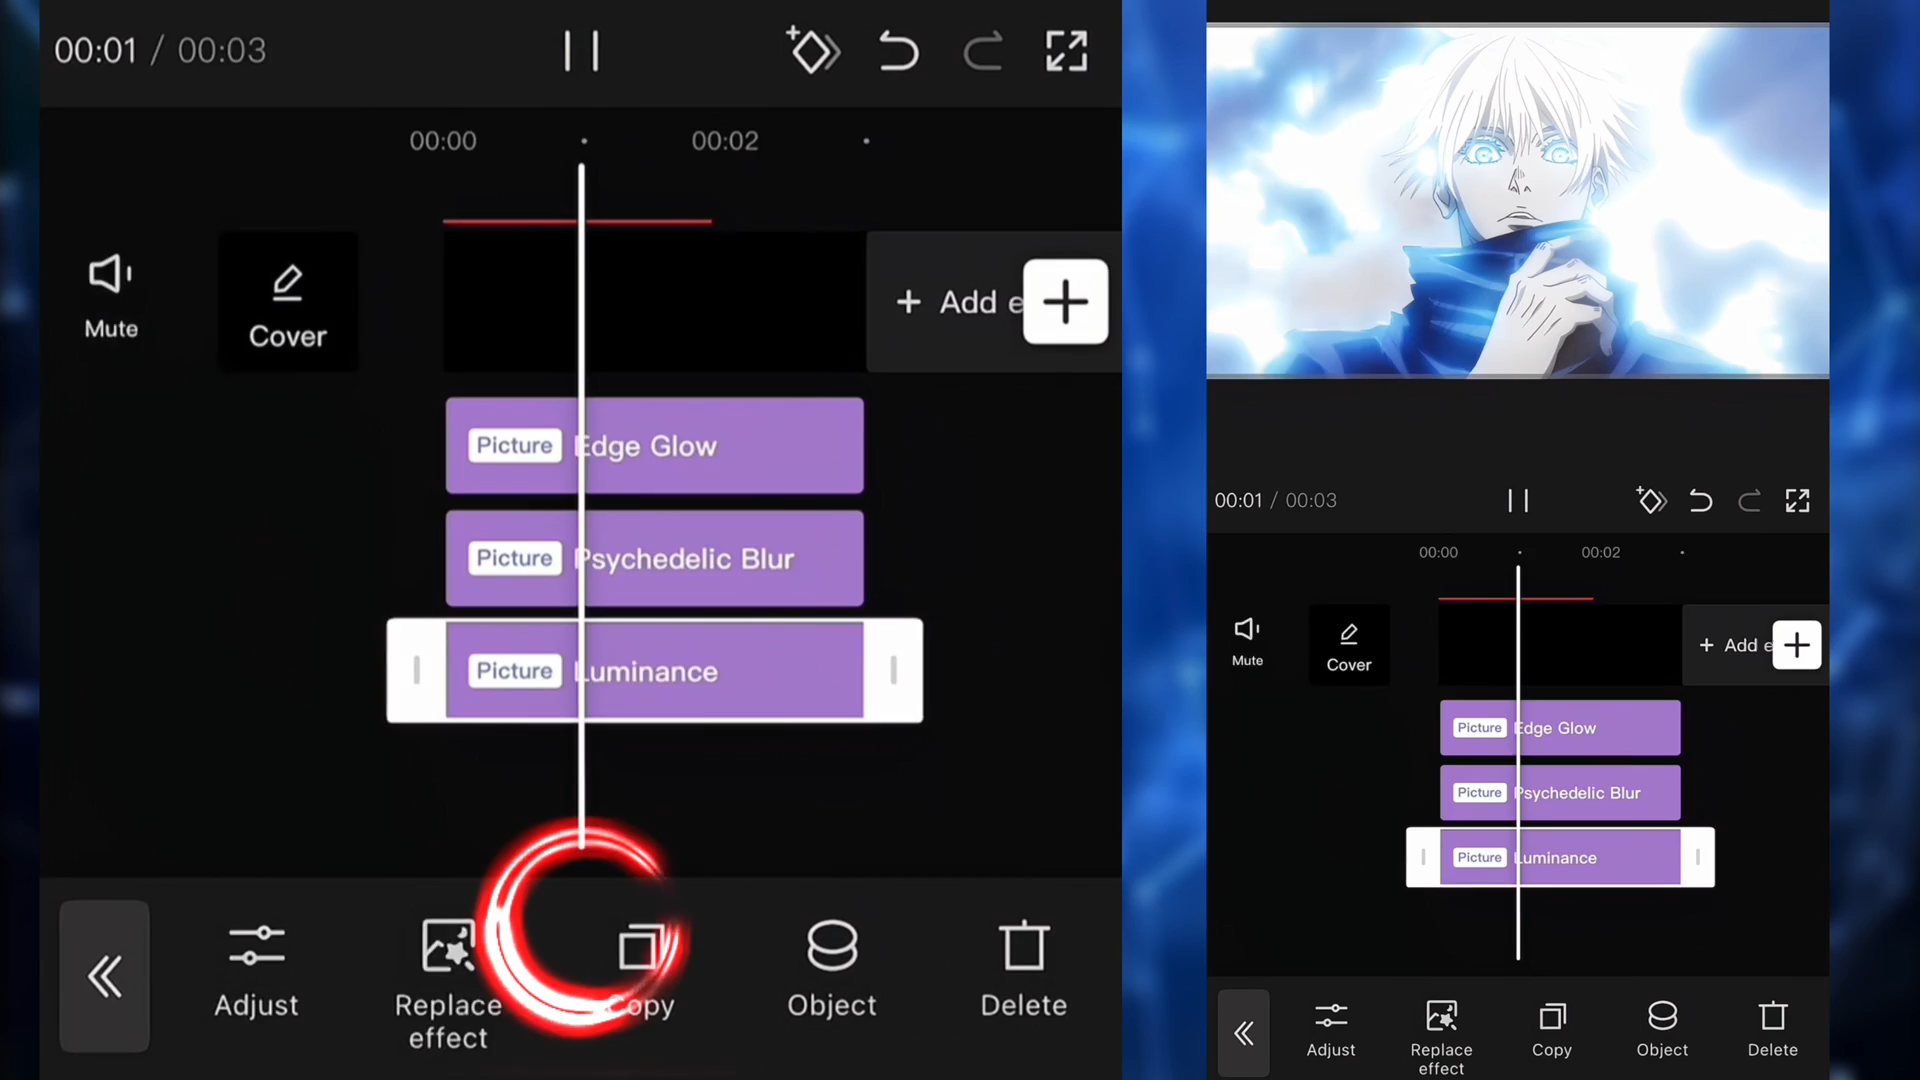 00:01 / 00:03
00:00
00:02
Mute
Cover
+ Add e
Picture Edge Glow
Picture Psychedelic Blur
Picture Luminance
Adjust
Replace
effect
Copy
Object
Delete
00:01 / 00:03
00:00
00:02
Mute
Cover
+ Add e
Picture Edge Glow
Picture Psychedelic Blur
Picture Luminance
Adjust
Replace
effect
Copy
Object
Delete